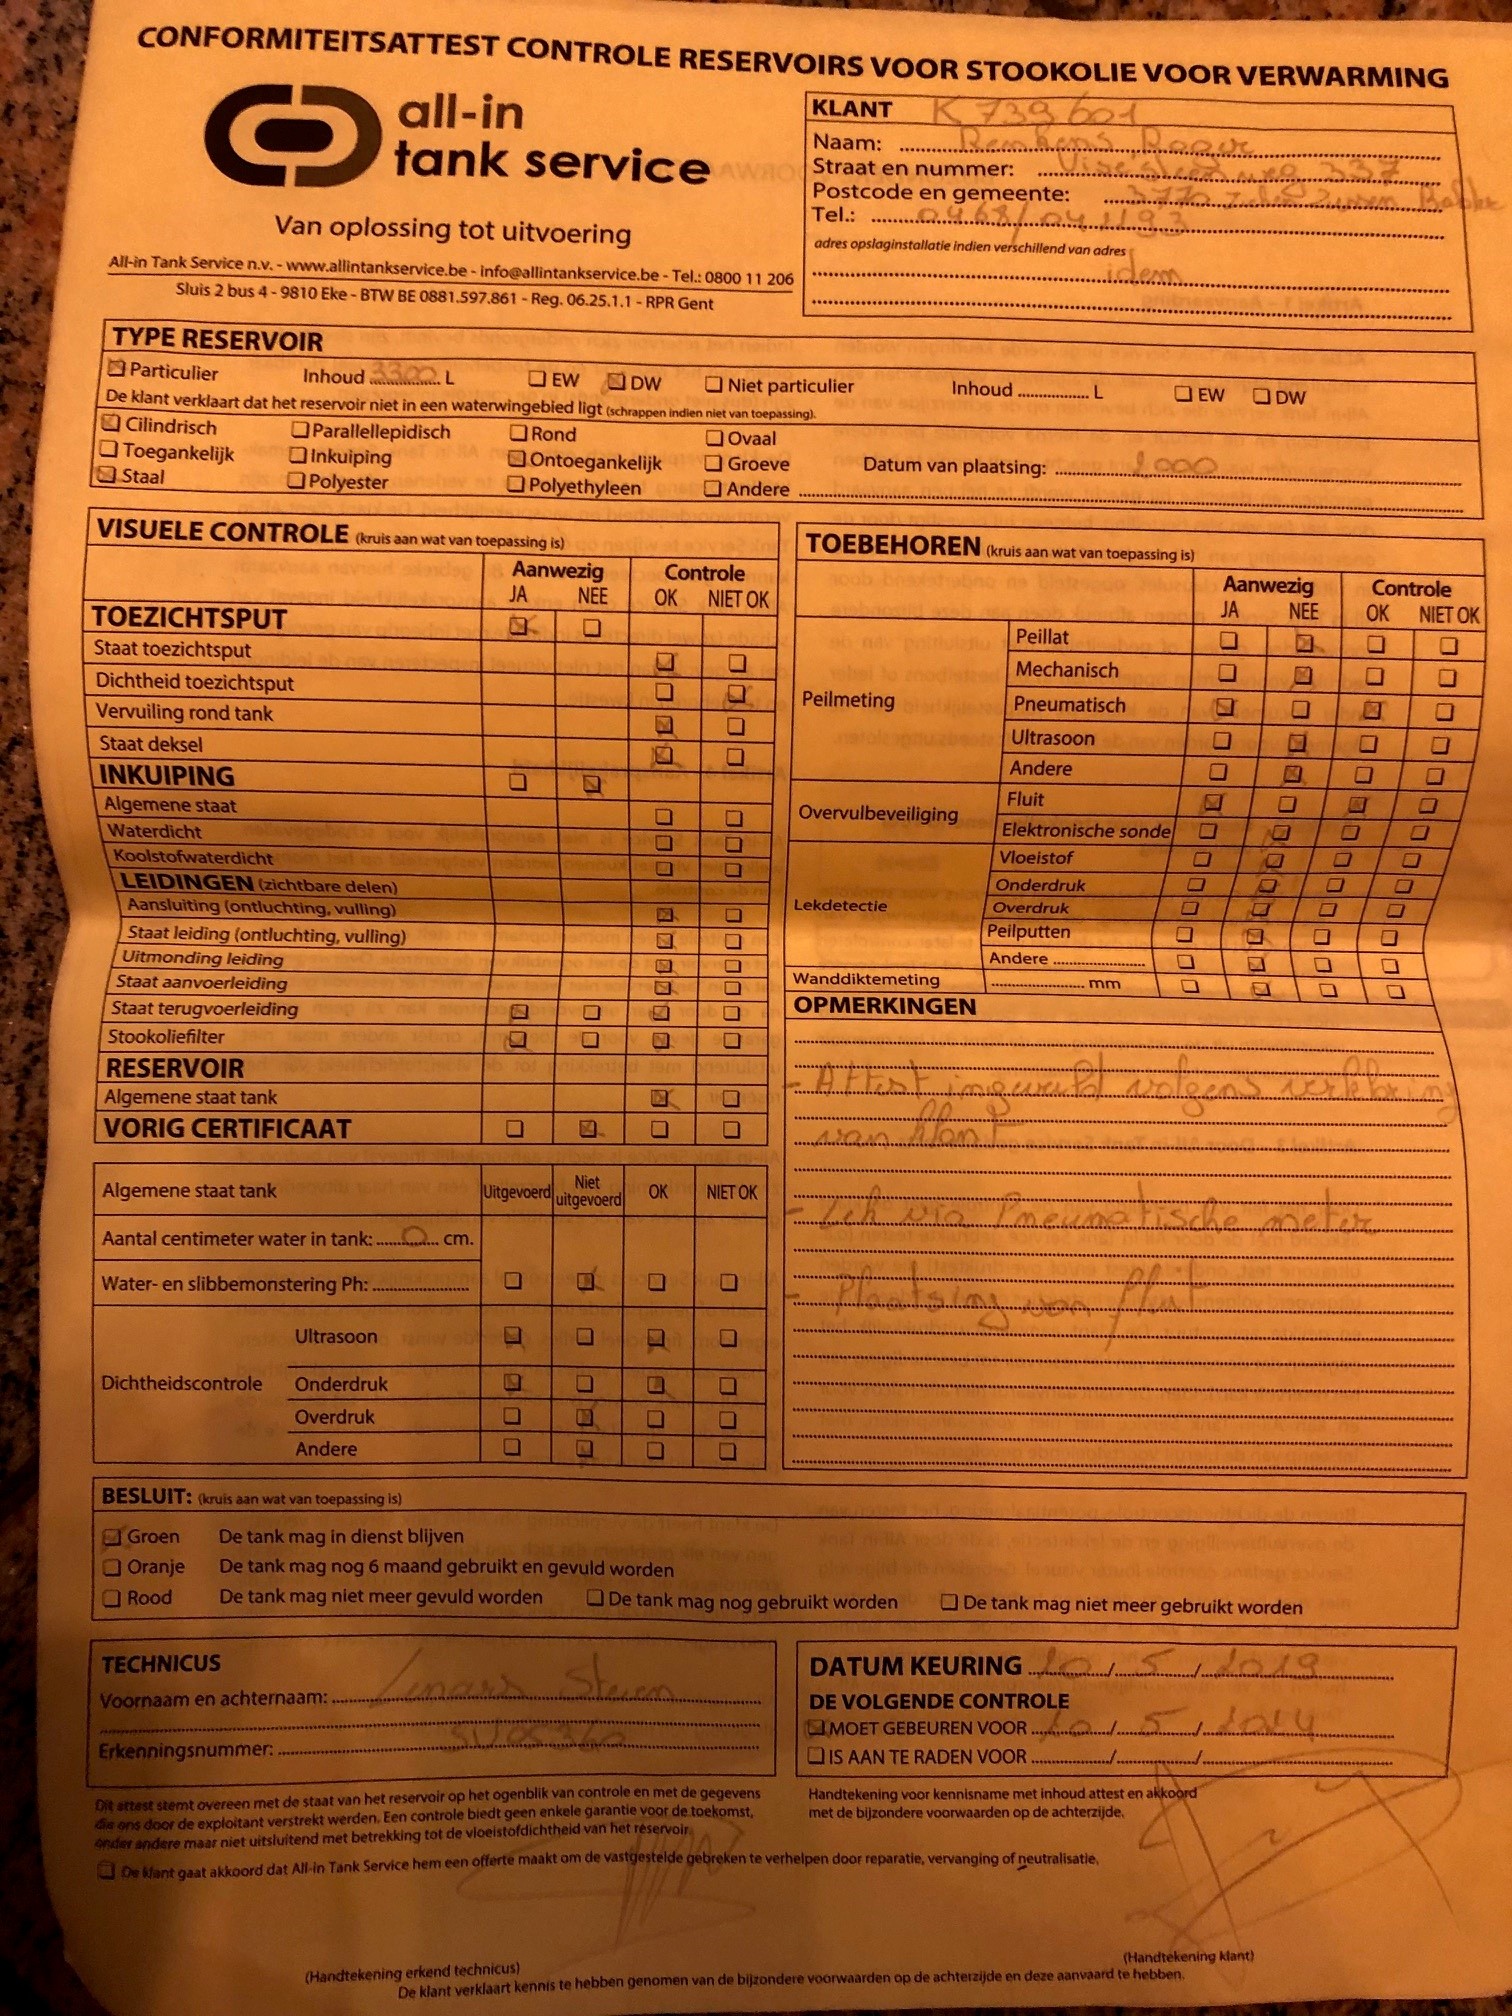 CONFORMITEITSATTEST CONTROLE RESERVOIRS VOOR STOOKOLIE VOOR VERWARMING
all-in
tank service
Van oplossing tot uitvoering
All-in Tank Service n.v. - www.allintankservice.be - info@allintankservice.be - Tel.: 0800 11 206
Sluis 2 bus 4 - 9810 Eke - BTW BE 0881.597.861 - Reg. 06.25.1.1 - RPR Gent
KLANT K739601
Naam:
Straat en nummer: 337
Postcode en gemeente: 3770
Tel.: 0468/041193
adres opslaginstallatie indien verschillend van adres
idem
TYPE RESERVOIR
Particulier Inhoud 3300 L EW DW Niet particulier Inhoud L EW DW
De klant verklaart dat het reservoir niet in een waterwingebied ligt (schrappen indien niet van toepassing).
Cilindrisch Parallellepidisch Rond Ovaal
Toegankelijk Inkuiping Ontoegankelijk Groeve Datum van plaatsing: 2000
Staal Polyester Polyethyleen Andere
VISUELE CONTROLE (kruis aan wat van toepassing is)
Aanwezig Controle
JA NEE OK NIET OK
TOEZICHTSPUT
Staat toezichtsput
Dichtheid toezichtsput
Vervuiling rond tank
Staat deksel
INKUIPING
Algemene staat
Waterdicht
Koolstofwaterdicht
LEIDINGEN (zichtbare delen)
Aansluiting (ontluchting, vulling)
Staat leiding (ontluchting, vulling)
Uitmonding leiding
Staat aanvoerleiding
Staat terugvoerleiding
Stookoliefilter
RESERVOIR
Algemene staat tank
VORIG CERTIFICAAT
Algemene staat tank Uitgevoerd Niet uitgevoerd OK NIET OK
Aantal centimeter water in tank: 0 cm.
Water- en slibbemonstering Ph:
Dichtheidscontrole
Ultrasoon
Onderdruk
Overdruk
Andere
TOEBEHOREN (kruis aan wat van toepassing is)
Aanwezig Controle
JA NEE OK NIET OK
Peilmeting
Peillat
Mechanisch
Pneumatisch
Ultrasoon
Andere
Overvulbeveiliging
Fluit
Elektronische sonde
Lekdetectie
Vloeistof
Onderdruk
Overdruk
Peilputten
Andere
Wanddiktemeting mm
OPMERKINGEN
- Attest ingevuld volgens verklaring
van klant
- Lek via Pneumatische meter
- Plaatsing van fluit
BESLUIT: (kruis aan wat van toepassing is)
Groen De tank mag in dienst blijven
Oranje De tank mag nog 6 maand gebruikt en gevuld worden
Rood De tank mag niet meer gevuld worden De tank mag nog gebruikt worden De tank mag niet meer gebruikt worden
TECHNICUS
Voornaam en achternaam:
Erkenningsnummer:
DATUM KEURING 20/5/2019
DE VOLGENDE CONTROLE
MOET GEBEUREN VOOR 20/5/2024
IS AAN TE RADEN VOOR / /
Dit attest stemt overeen met de staat van het reservoir op het ogenblik van controle en met de gegevens
die ons door de exploitant verstrekt werden. Een controle biedt geen enkele garantie voor de toekomst,
onder andere maar niet uitsluitend met betrekking tot de vloeistofdichtheid van het reservoir.
Handtekening voor kennisname met inhoud attest en akkoord
met de bijzondere voorwaarden op de achterzijde.
De klant gaat akkoord dat All-in Tank Service hem een offerte maakt om de vastgestelde gebreken te verhelpen door reparatie, vervanging of neutralisatie.
(Handtekening erkend technicus)
(Handtekening klant)
De klant verklaart kennis te hebben genomen van de bijzondere voorwaarden op de achterzijde en deze aanvaard te hebben.